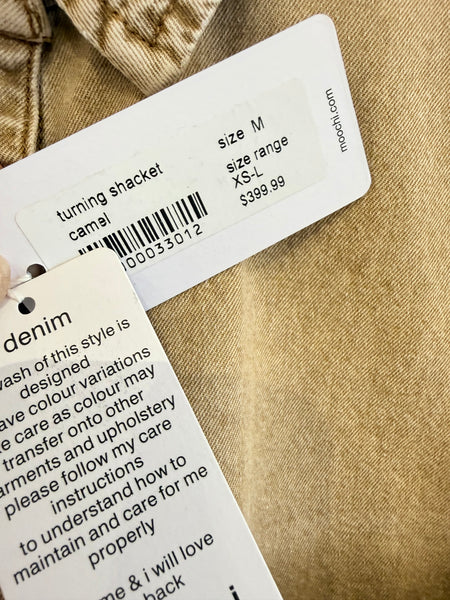 moochi.com
size M
size range
XS-L
$399.99
turning shacket
camel
00033012
denim
wash of this style is
designed
ave colour variations
care as colour may
transfer onto other
arments and upholstery
please follow my care
instructions
to understand how to
maintain and care for me
properly
me & i will love
back